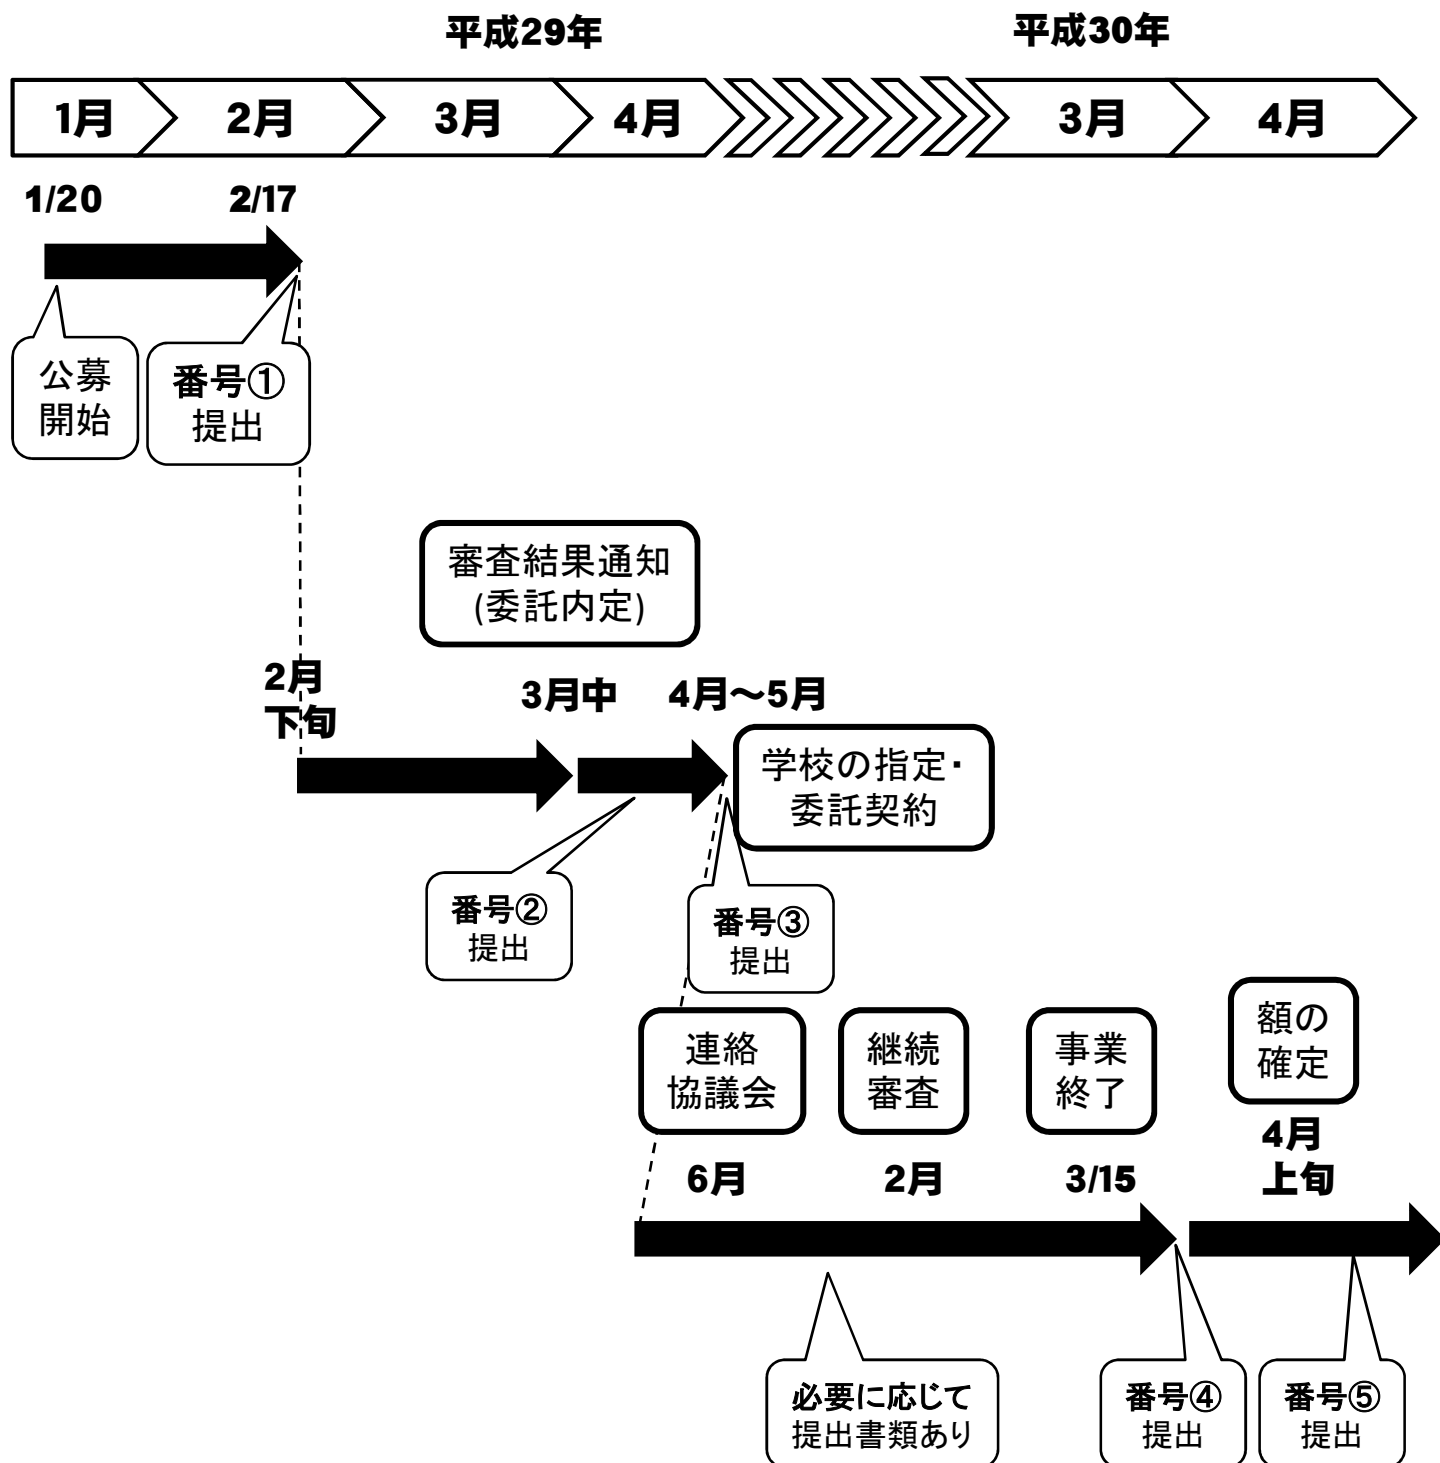 平成29年
平成30年
1月
2月
3月
4月
3月
4月
1/20
2/17
公募
開始
番号①
提出
審査結果通知
(委託内定)
2月
下旬
3月中
4月～5月
学校の指定・
委託契約
番号②
提出
番号③
提出
連絡
協議会
継続
審査
事業
終了
額の
確定
6月
2月
3/15
4月
上旬
必要に応じて
提出書類あり
番号④
提出
番号⑤
提出